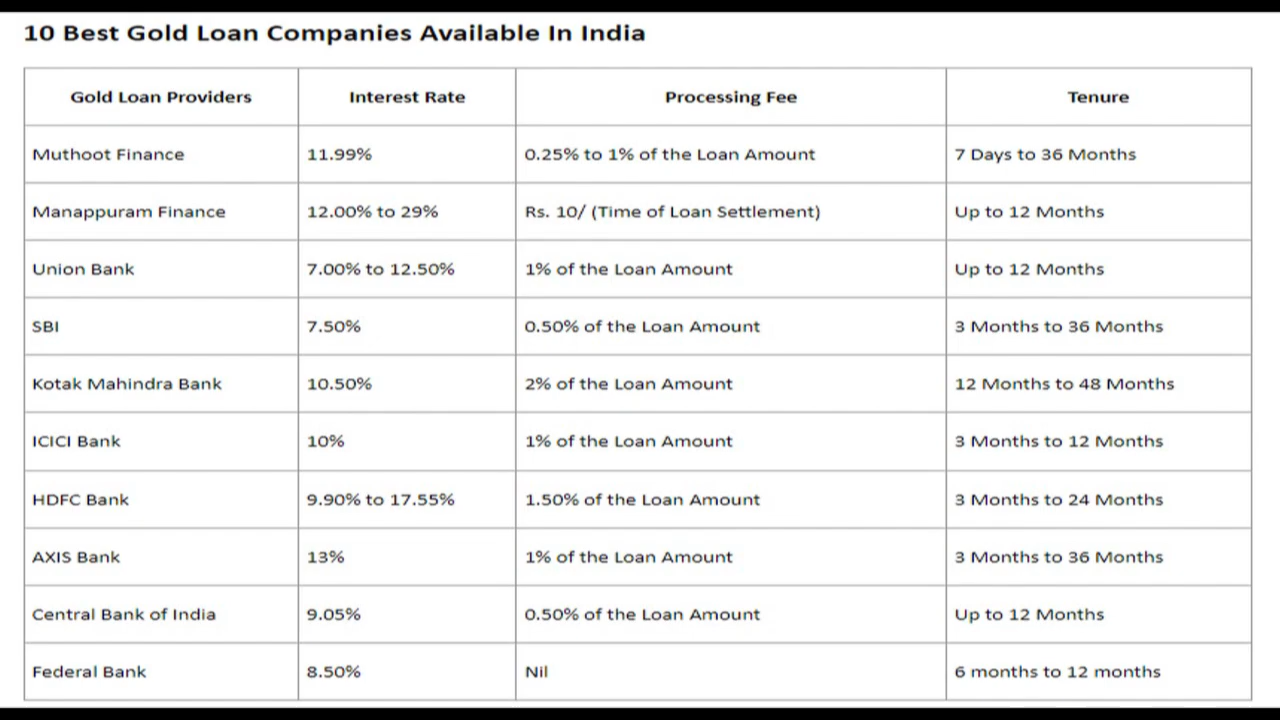 10 Best Gold Loan Companies Available In India
Gold Loan Providers Interest Rate Processing Fee Tenure
Muthoot Finance 11.99% 0.25% to 1% of the Loan Amount 7 Days to 36 Months
Manappuram Finance 12.00% to 29% Rs. 10/ (Time of Loan Settlement) Up to 12 Months
Union Bank 7.00% to 12.50% 1% of the Loan Amount Up to 12 Months
SBI 7.50% 0.50% of the Loan Amount 3 Months to 36 Months
Kotak Mahindra Bank 10.50% 2% of the Loan Amount 12 Months to 48 Months
ICICI Bank 10% 1% of the Loan Amount 3 Months to 12 Months
HDFC Bank 9.90% to 17.55% 1.50% of the Loan Amount 3 Months to 24 Months
AXIS Bank 13% 1% of the Loan Amount 3 Months to 36 Months
Central Bank of India 9.05% 0.50% of the Loan Amount Up to 12 Months
Federal Bank 8.50% Nil 6 months to 12 months